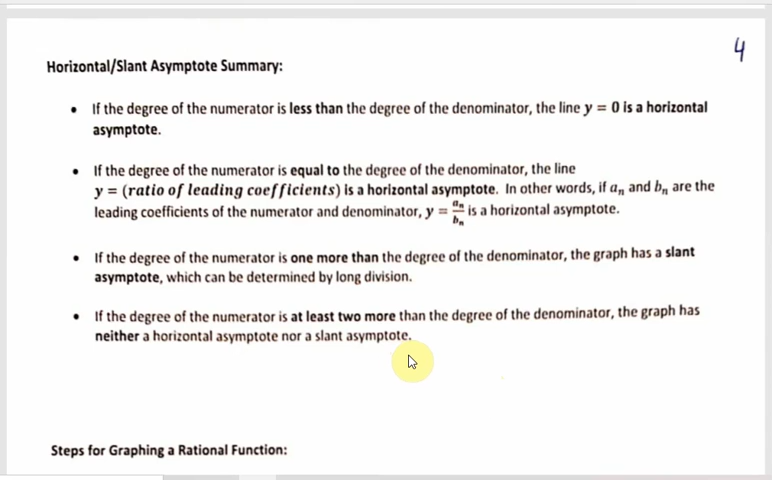 4
Horizontal/Slant Asymptote Summary:
• If the degree of the numerator is less than the degree of the denominator, the line y = 0 is a horizontal
asymptote.
• If the degree of the numerator is equal to the degree of the denominator, the line
y = (ratio of leading coefficients) is a horizontal asymptote. In other words, if aₙ and bₙ are the
leading coefficients of the numerator and denominator, y = aₙ/bₙ is a horizontal asymptote.
• If the degree of the numerator is one more than the degree of the denominator, the graph has a slant
asymptote, which can be determined by long division.
• If the degree of the numerator is at least two more than the degree of the denominator, the graph has
neither a horizontal asymptote nor a slant asymptote.
Steps for Graphing a Rational Function: